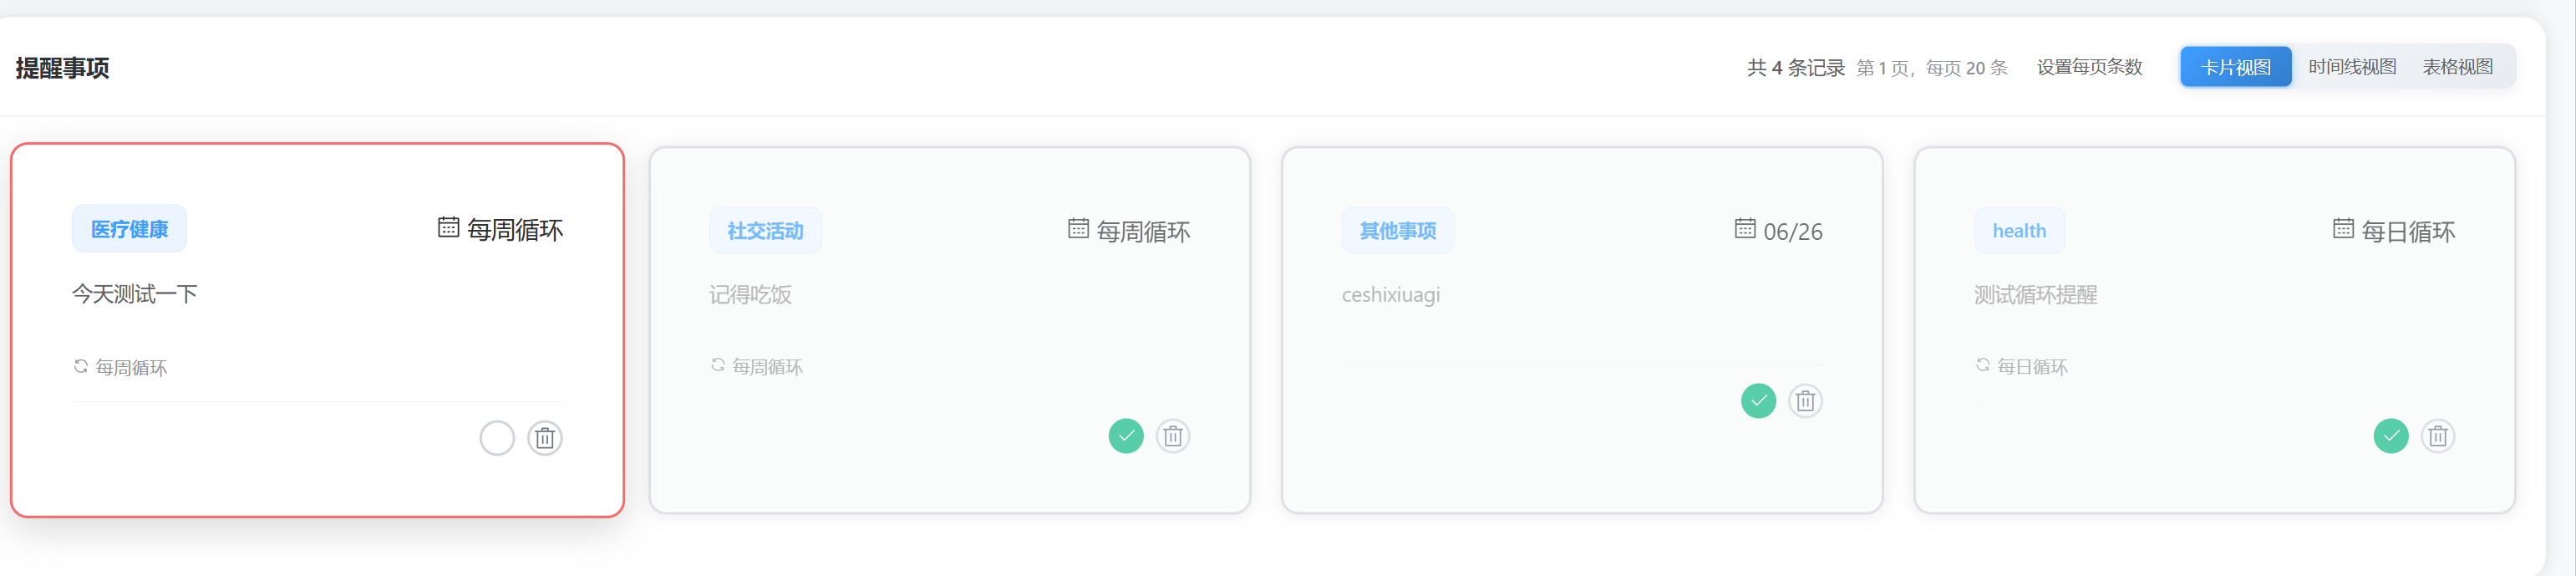 提醒事项
共 4 条记录 第 1 页，每页 20 条 设置每页条数 卡片视图 时间线视图 表格视图
医疗健康 每周循环
今天测试一下
每周循环
社交活动 每周循环
记得吃饭
每周循环
其他事项 06/26
ceshixiuagi
health 每日循环
测试循环提醒
每日循环